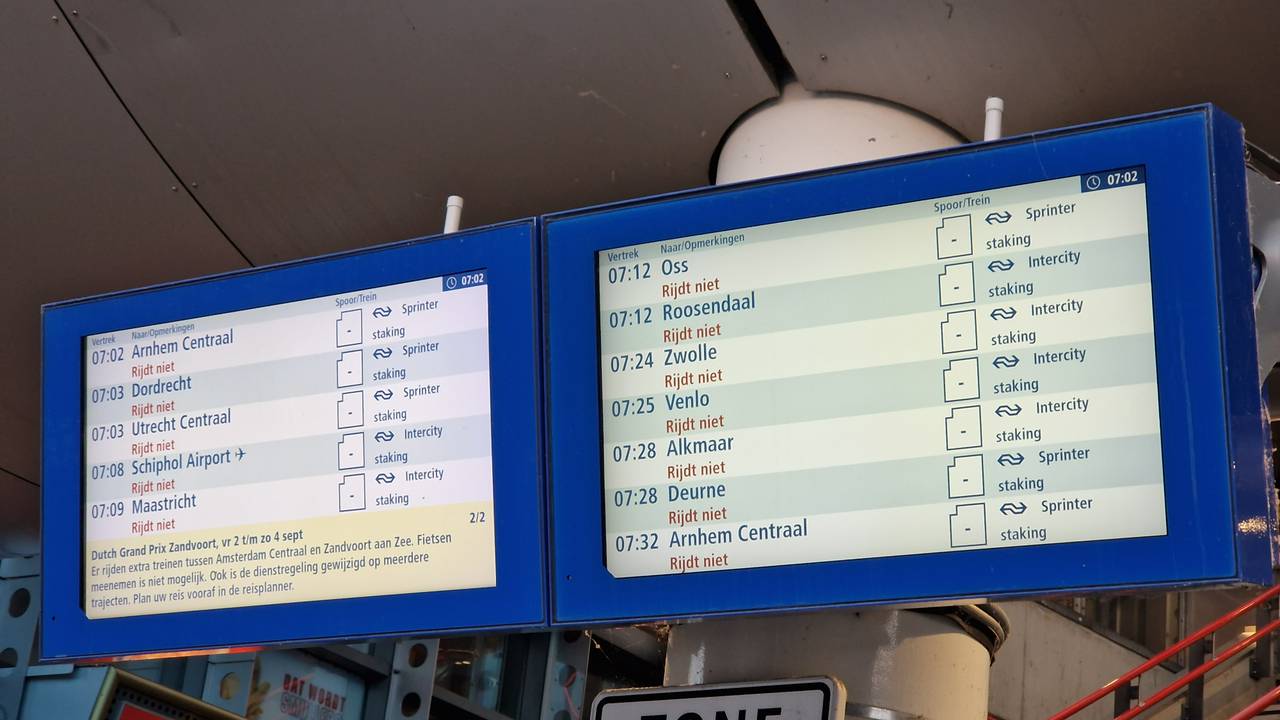 07:02
Vertrek Naar/Opmerkingen Spoor/Trein
07:02 Arnhem Centraal - Sprinter
Rijdt niet staking
07:03 Dordrecht - Sprinter
Rijdt niet staking
07:03 Utrecht Centraal - Sprinter
Rijdt niet staking
07:08 Schiphol Airport ✈ - Intercity
Rijdt niet staking
07:09 Maastricht - Intercity
Rijdt niet staking
2/2
Dutch Grand Prix Zandvoort, vr 2 t/m zo 4 sept
Er rijden extra treinen tussen Amsterdam Centraal en Zandvoort aan Zee. Fietsen
meenemen is niet mogelijk. Ook is de dienstregeling gewijzigd op meerdere
trajecten. Plan uw reis vooraf in de reisplanner.
07:02
Vertrek Naar/Opmerkingen Spoor/Trein
07:12 Oss - Sprinter
Rijdt niet staking
07:12 Roosendaal - Intercity
Rijdt niet staking
07:24 Zwolle - Intercity
Rijdt niet staking
07:25 Venlo - Intercity
Rijdt niet staking
07:28 Alkmaar - Intercity
Rijdt niet staking
07:28 Deurne - Sprinter
Rijdt niet staking
07:32 Arnhem Centraal - Sprinter
Rijdt niet staking
DAT WORDT
ZONE